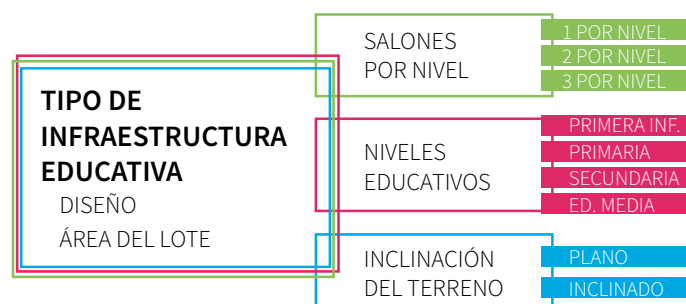 TIPO DE
INFRAESTRUCTURA
EDUCATIVA
DISEÑO
ÁREA DEL LOTE
SALONES
POR NIVEL
1 POR NIVEL
2 POR NIVEL
3 POR NIVEL
NIVELES
EDUCATIVOS
PRIMERA INF.
PRIMARIA
SECUNDARIA
ED. MEDIA
INCLINACIÓN
DEL TERRENO
PLANO
INCLINADO